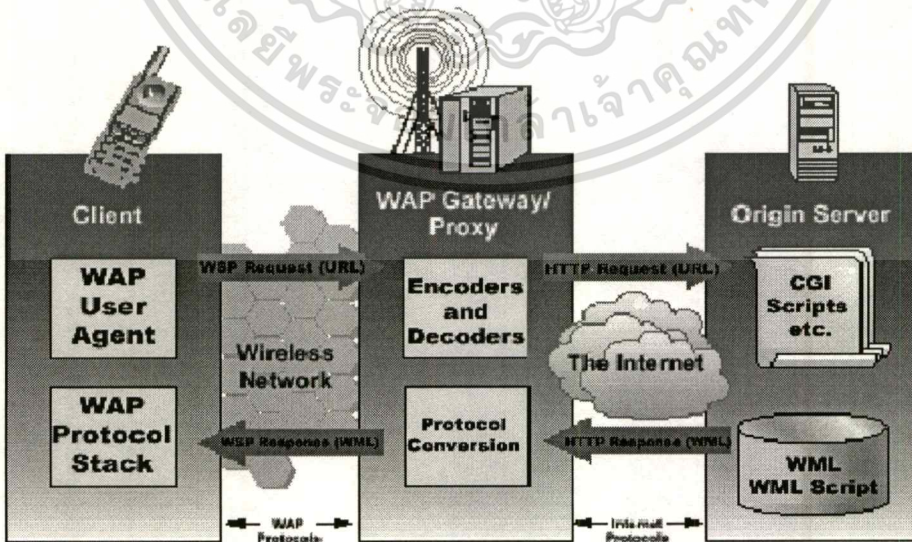 Client
WAP
User
Agent
WAP
Protocol
Stack
WSP Request (URL)
Wireless
Network
WSP Response (WML)
WAP
Protocols
WAP Gateway/
Proxy
Encoders
and
Decoders
Protocol
Conversion
HTTP Request (URL)
The Internet
HTTP Response (WML)
Internet
Protocols
Origin Server
CGI
Scripts
etc.
WML
WML Script